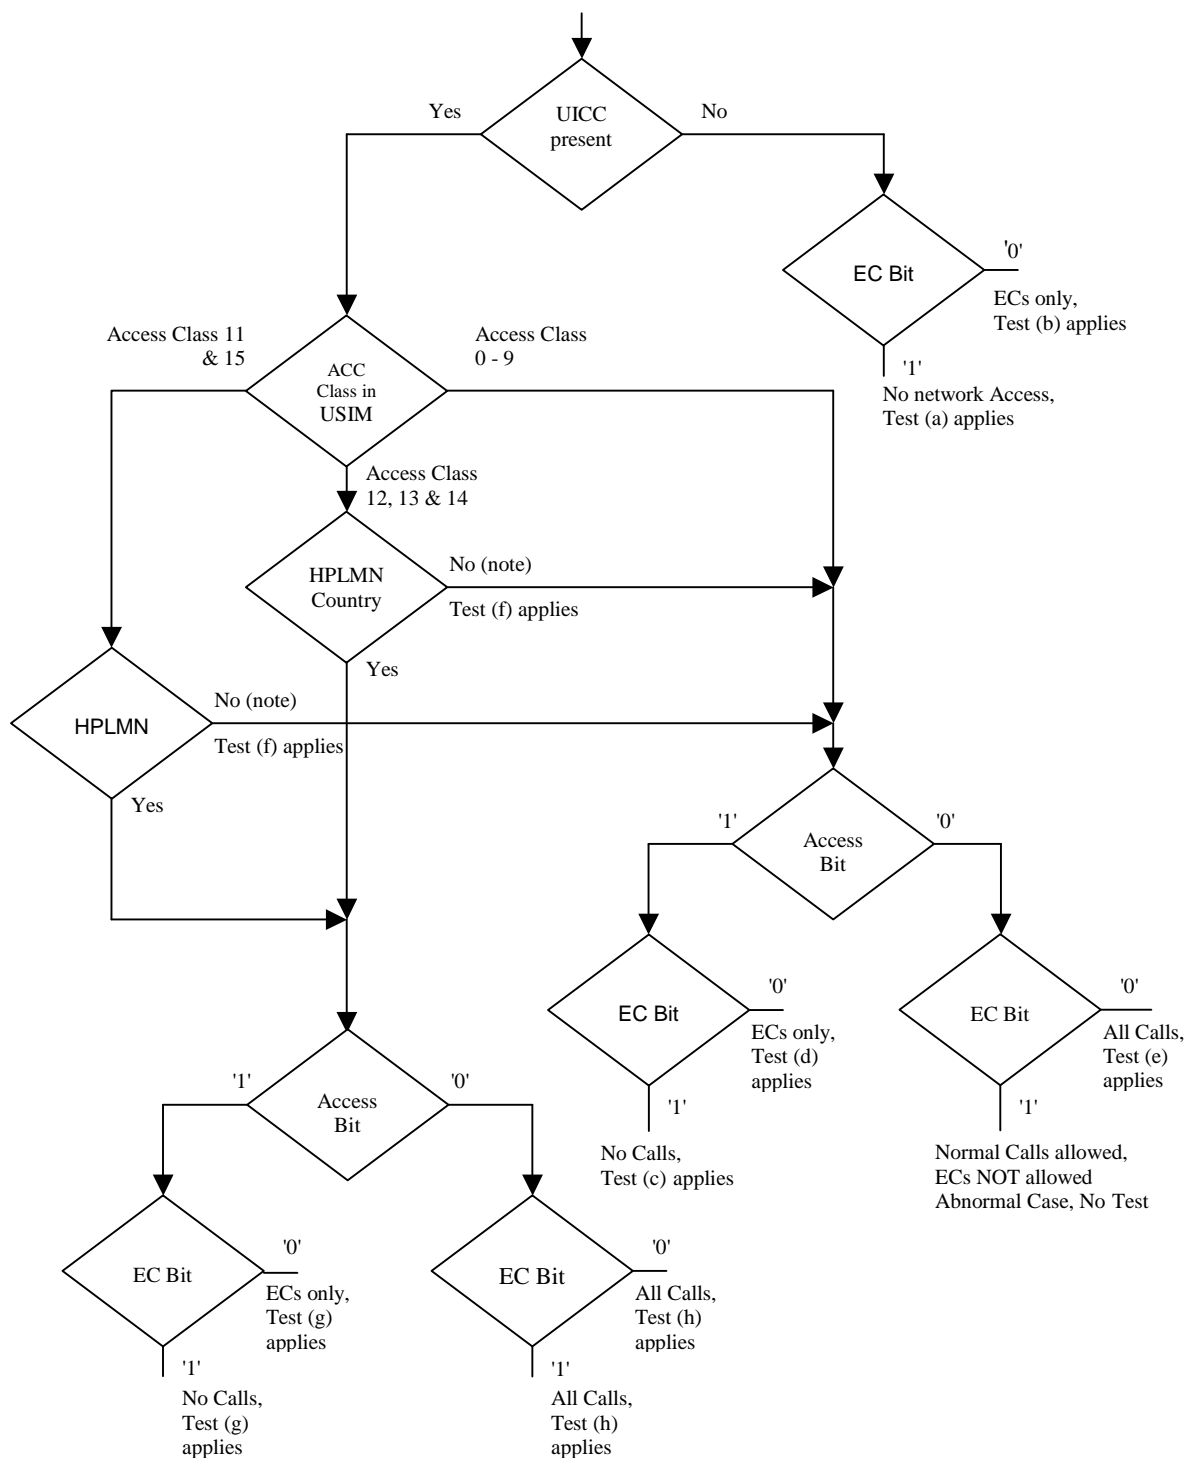 UICC
present
Yes
No
EC Bit
'0'
ECs only,
Test (b) applies
'1'
No network Access,
Test (a) applies
Access Class 11
& 15
Access Class
0 - 9
ACC
Class in
USIM
Access Class
12, 13 & 14
HPLMN
Country
No (note)
Test (f) applies
Yes
HPLMN
No (note)
Test (f) applies
Yes
Access
Bit
'1'
'0'
EC Bit
'0'
ECs only,
Test (d)
applies
'1'
No Calls,
Test (c) applies
EC Bit
'0'
All Calls,
Test (e)
applies
'1'
Normal Calls allowed,
ECs NOT allowed
Abnormal Case, No Test
Access
Bit
'1'
'0'
EC Bit
'0'
ECs only,
Test (g)
applies
'1'
No Calls,
Test (g)
applies
EC Bit
'0'
All Calls,
Test (h)
applies
'1'
All Calls,
Test (h)
applies